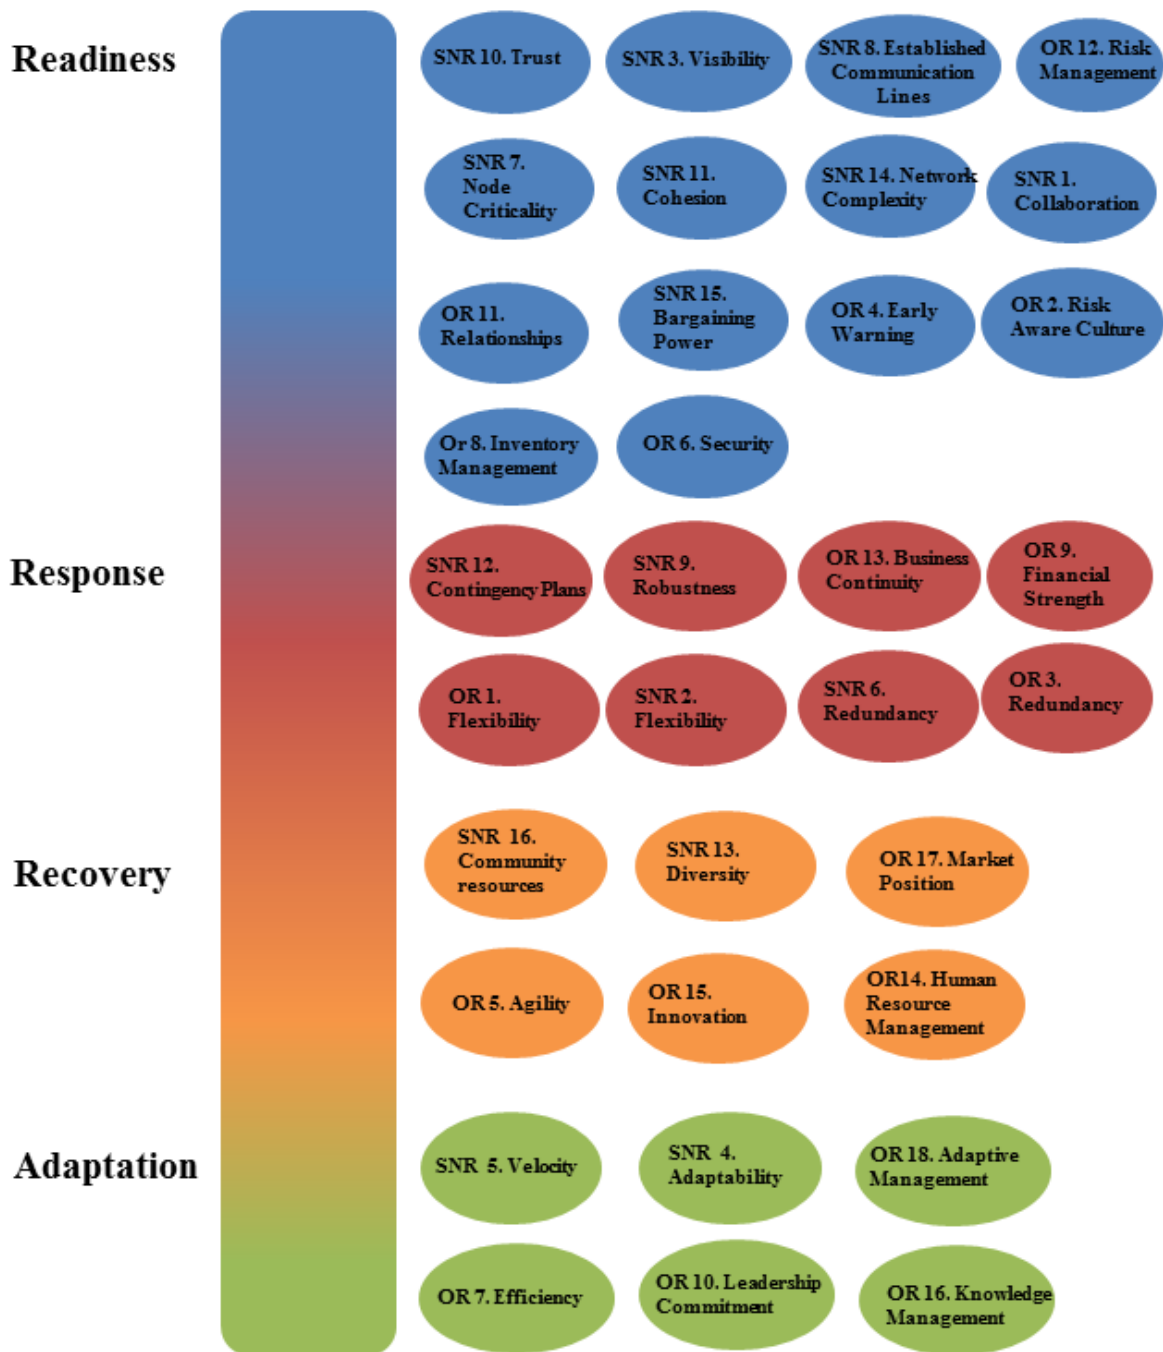 Readiness
SNR 10. Trust
SNR 3. Visibility
SNR 8. Established
Communication
Lines
OR 12. Risk
Management
SNR 7.
Node
Criticality
SNR 11.
Cohesion
SNR 14. Network
Complexity
SNR 1.
Collaboration
OR 11.
Relationships
SNR 15.
Bargaining
Power
OR 4. Early
Warning
OR 2. Risk
Aware Culture
Or 8. Inventory
Management
OR 6. Security
Response
SNR 12.
Contingency Plans
SNR 9.
Robustness
OR 13. Business
Continuity
OR 9.
Financial
Strength
OR 1.
Flexibility
SNR 2.
Flexibility
SNR 6.
Redundancy
OR 3.
Redundancy
Recovery
SNR 16.
Community
resources
SNR 13.
Diversity
OR 17. Market
Position
OR 5. Agility
OR 15.
Innovation
OR14. Human
Resource
Management
Adaptation
SNR 5. Velocity
SNR 4.
Adaptability
OR 18. Adaptive
Management
OR 7. Efficiency
OR 10. Leadership
Commitment
OR 16. Knowledge
Management